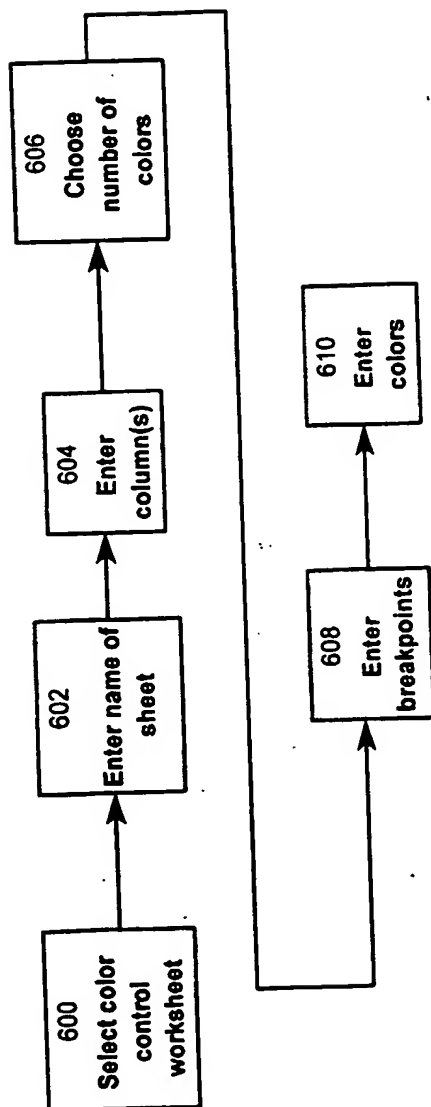 600
Select color
control
worksheet
602
Enter name of
sheet
604
Enter
column(s)
606
Choose
number of
colors
608
Enter
breakpoints
610
Enter
colors